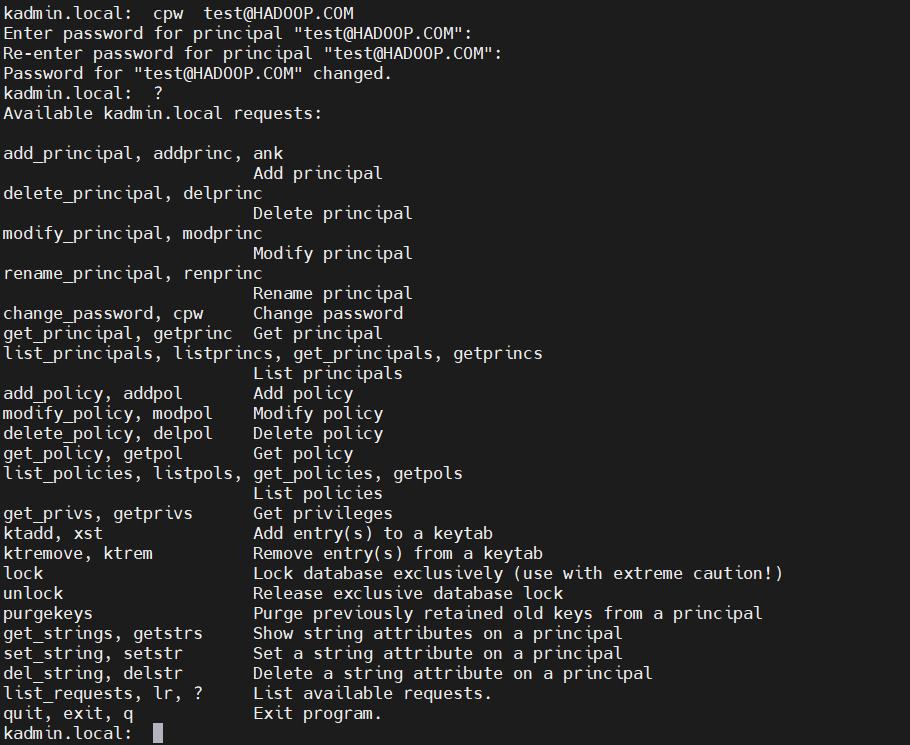 kadmin.local:  cpw  test@HADOOP.COM
Enter password for principal "test@HADOOP.COM":
Re-enter password for principal "test@HADOOP.COM":
Password for "test@HADOOP.COM" changed.
kadmin.local:  ?
Available kadmin.local requests:

add_principal, addprinc, ank
                         Add principal
delete_principal, delprinc
                         Delete principal
modify_principal, modprinc
                         Modify principal
rename_principal, renprinc
                         Rename principal
change_password, cpw     Change password
get_principal, getprinc  Get principal
list_principals, listprincs, get_principals, getprincs
                         List principals
add_policy, addpol       Add policy
modify_policy, modpol    Modify policy
delete_policy, delpol    Delete policy
get_policy, getpol       Get policy
list_policies, listpols, get_policies, getpols
                         List policies
get_privs, getprivs      Get privileges
ktadd, xst               Add entry(s) to a keytab
ktremove, ktrem          Remove entry(s) from a keytab
lock                     Lock database exclusively (use with extreme caution!)
unlock                   Release exclusive database lock
purgekeys                Purge previously retained old keys from a principal
get_strings, getstrs     Show string attributes on a principal
set_string, setstr       Set a string attribute on a principal
del_string, delstr       Delete a string attribute on a principal
list_requests, lr, ?     List available requests.
quit, exit, q            Exit program.
kadmin.local: